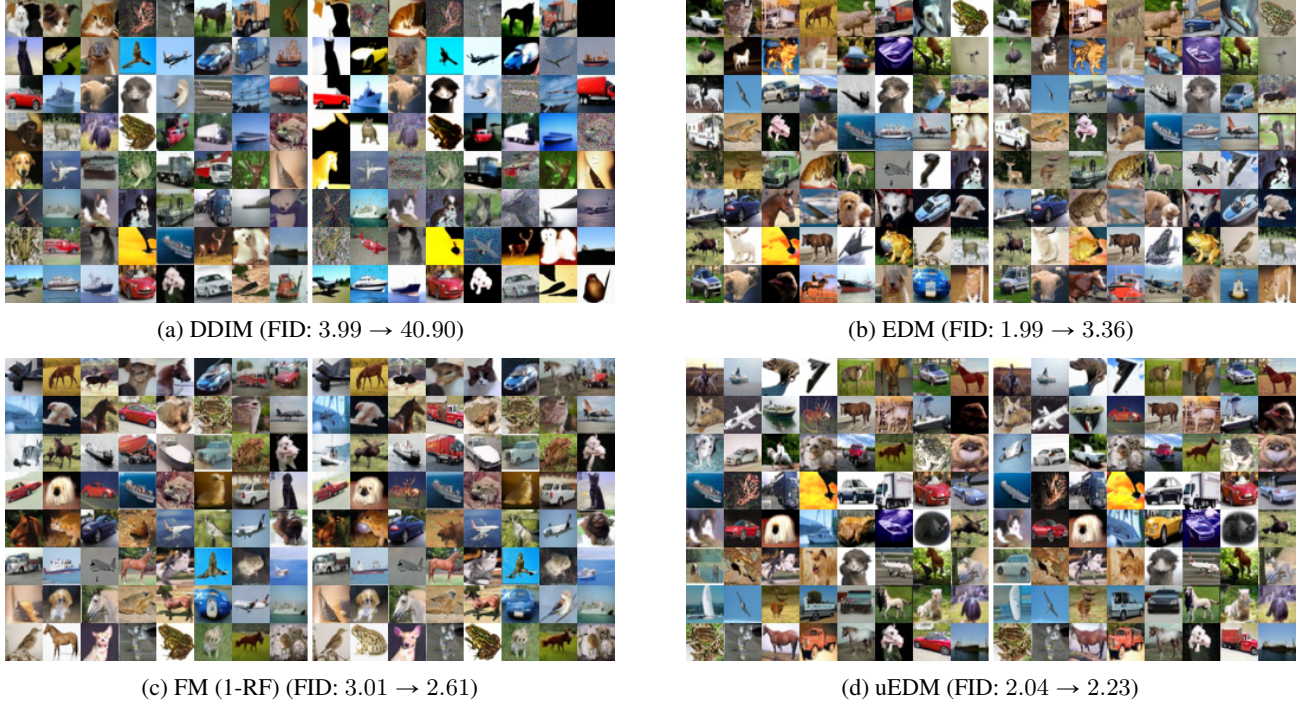 (a) DDIM (FID: 3.99 → 40.90)
(b) EDM (FID: 1.99 → 3.36)
(c) FM (1-RF) (FID: 3.01 → 2.61)
(d) uEDM (FID: 2.04 → 2.23)